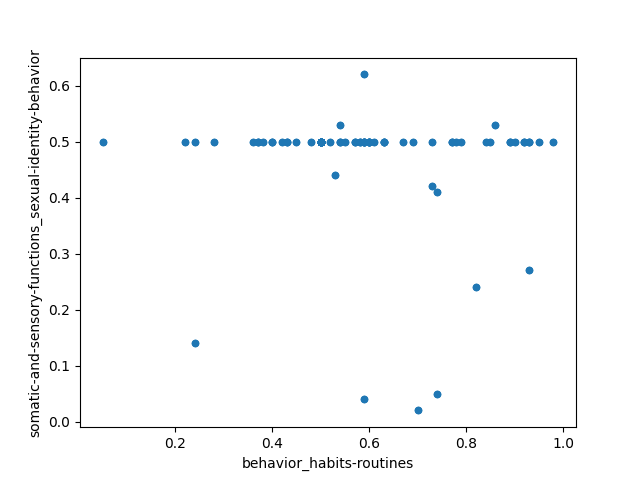 somatic-and-sensory-functions_sexual-identity-behavior
0.6
0.5
0.4
0.3
0.2
0.1
0.0
0.2 0.4 0.6 0.8 1.0
behavior_habits-routines